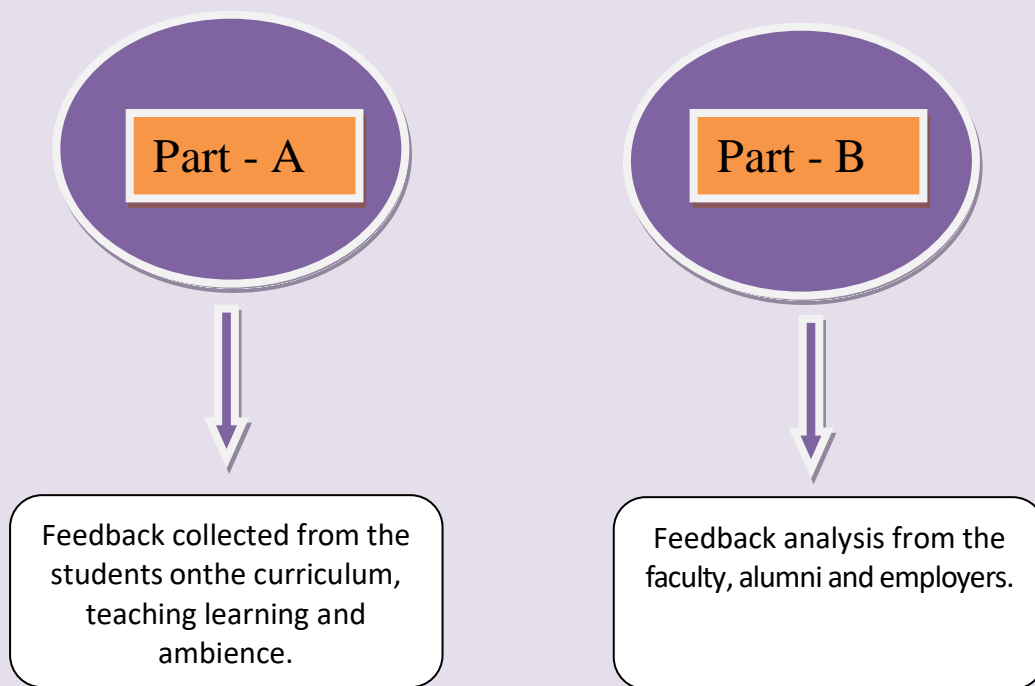 Part - A
Part - B
Feedback collected from the
students onthe curriculum,
teaching learning and
ambience.
Feedback analysis from the
faculty, alumni and employers.